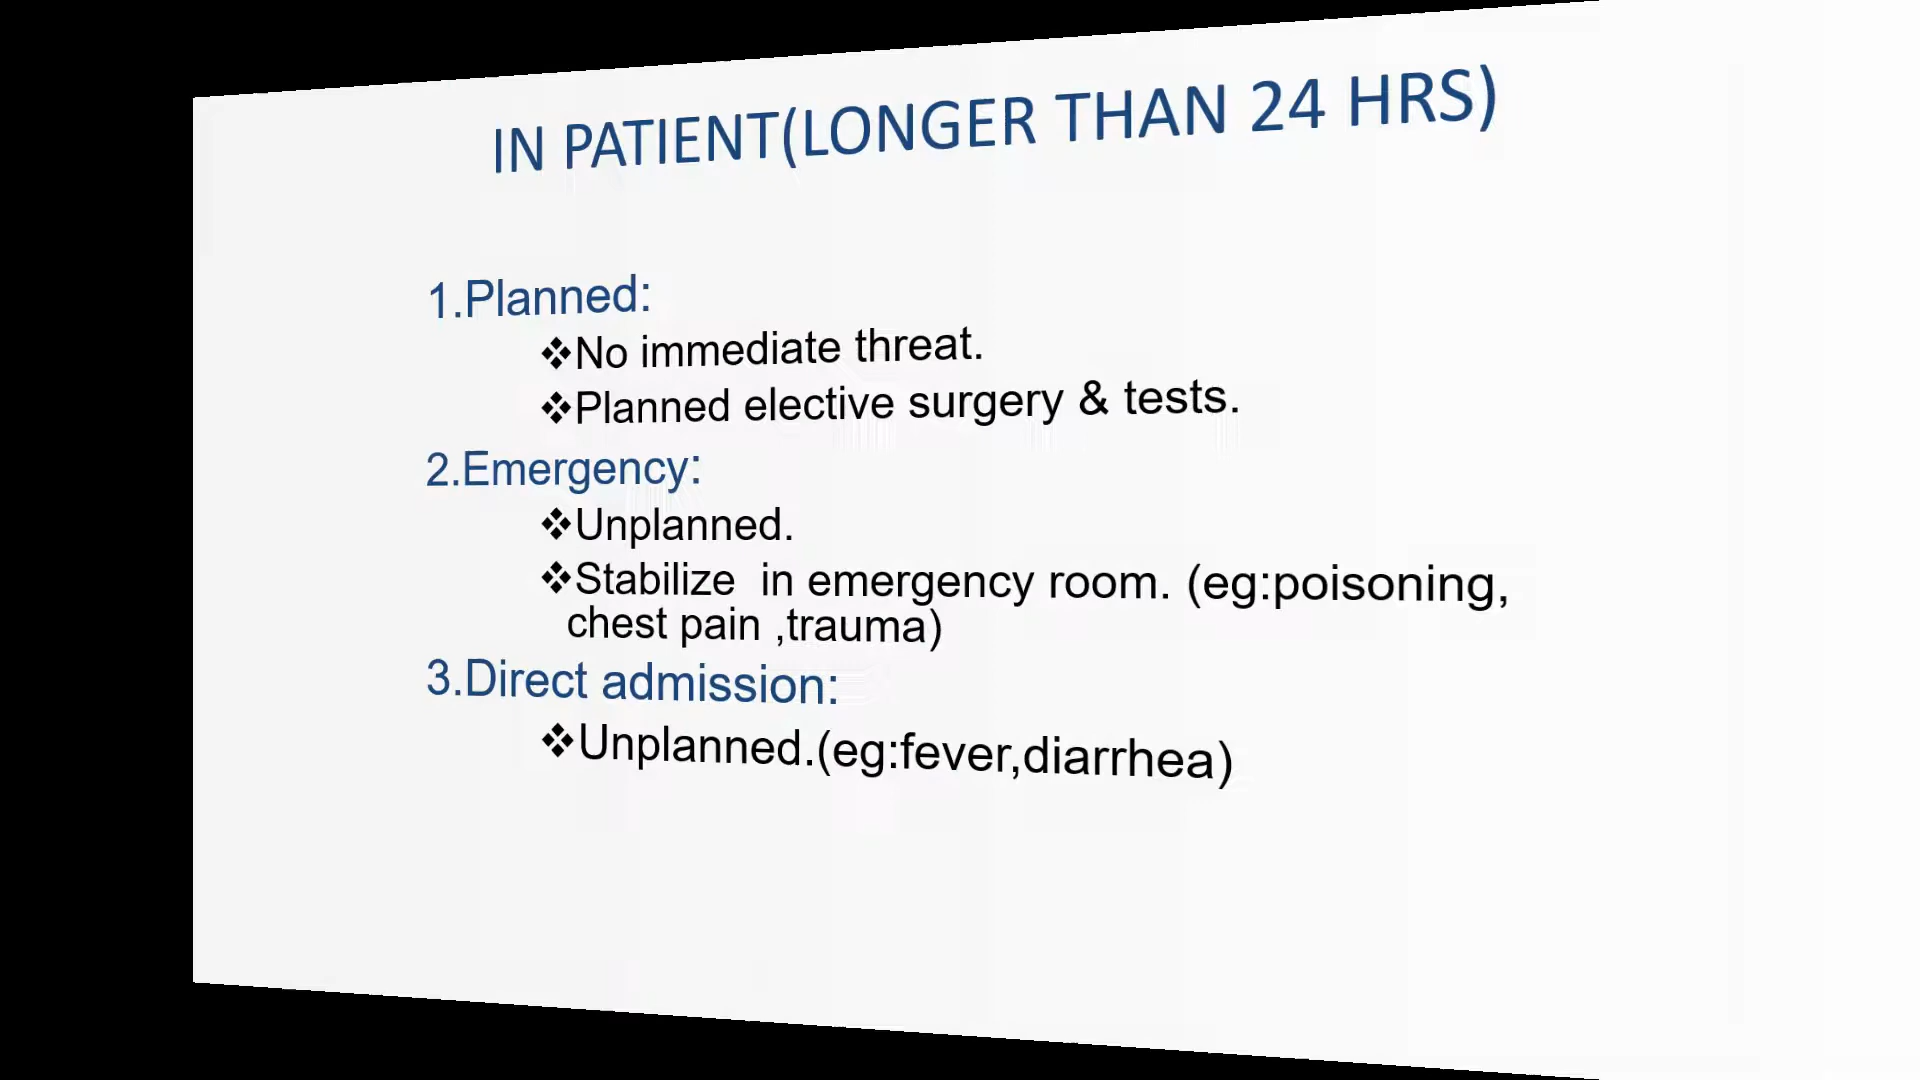 IN PATIENT(LONGER THAN 24 HRS)
1.Planned:
❖No immediate threat.
❖Planned elective surgery & tests.
2.Emergency:
❖Unplanned.
❖Stabilize in emergency room. (eg:poisoning,
chest pain ,trauma)
3.Direct admission:
❖Unplanned.(eg:fever,diarrhea)